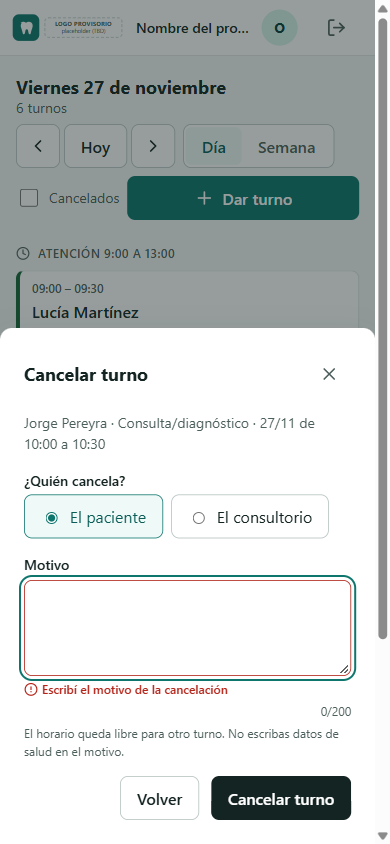 LOGO PROVISORIO
placeholder (TBD)
Nombre del pro...
O
Viernes 27 de noviembre
6 turnos
Hoy
Día
Semana
Cancelados
Dar turno
ATENCIÓN 9:00 A 13:00
09:00 – 09:30
Lucía Martínez
Cancelar turno
Jorge Pereyra · Consulta/diagnóstico · 27/11 de
10:00 a 10:30
¿Quién cancela?
El paciente
El consultorio
Motivo
Escribí el motivo de la cancelación
0/200
El horario queda libre para otro turno. No escribas datos de
salud en el motivo.
Volver
Cancelar turno